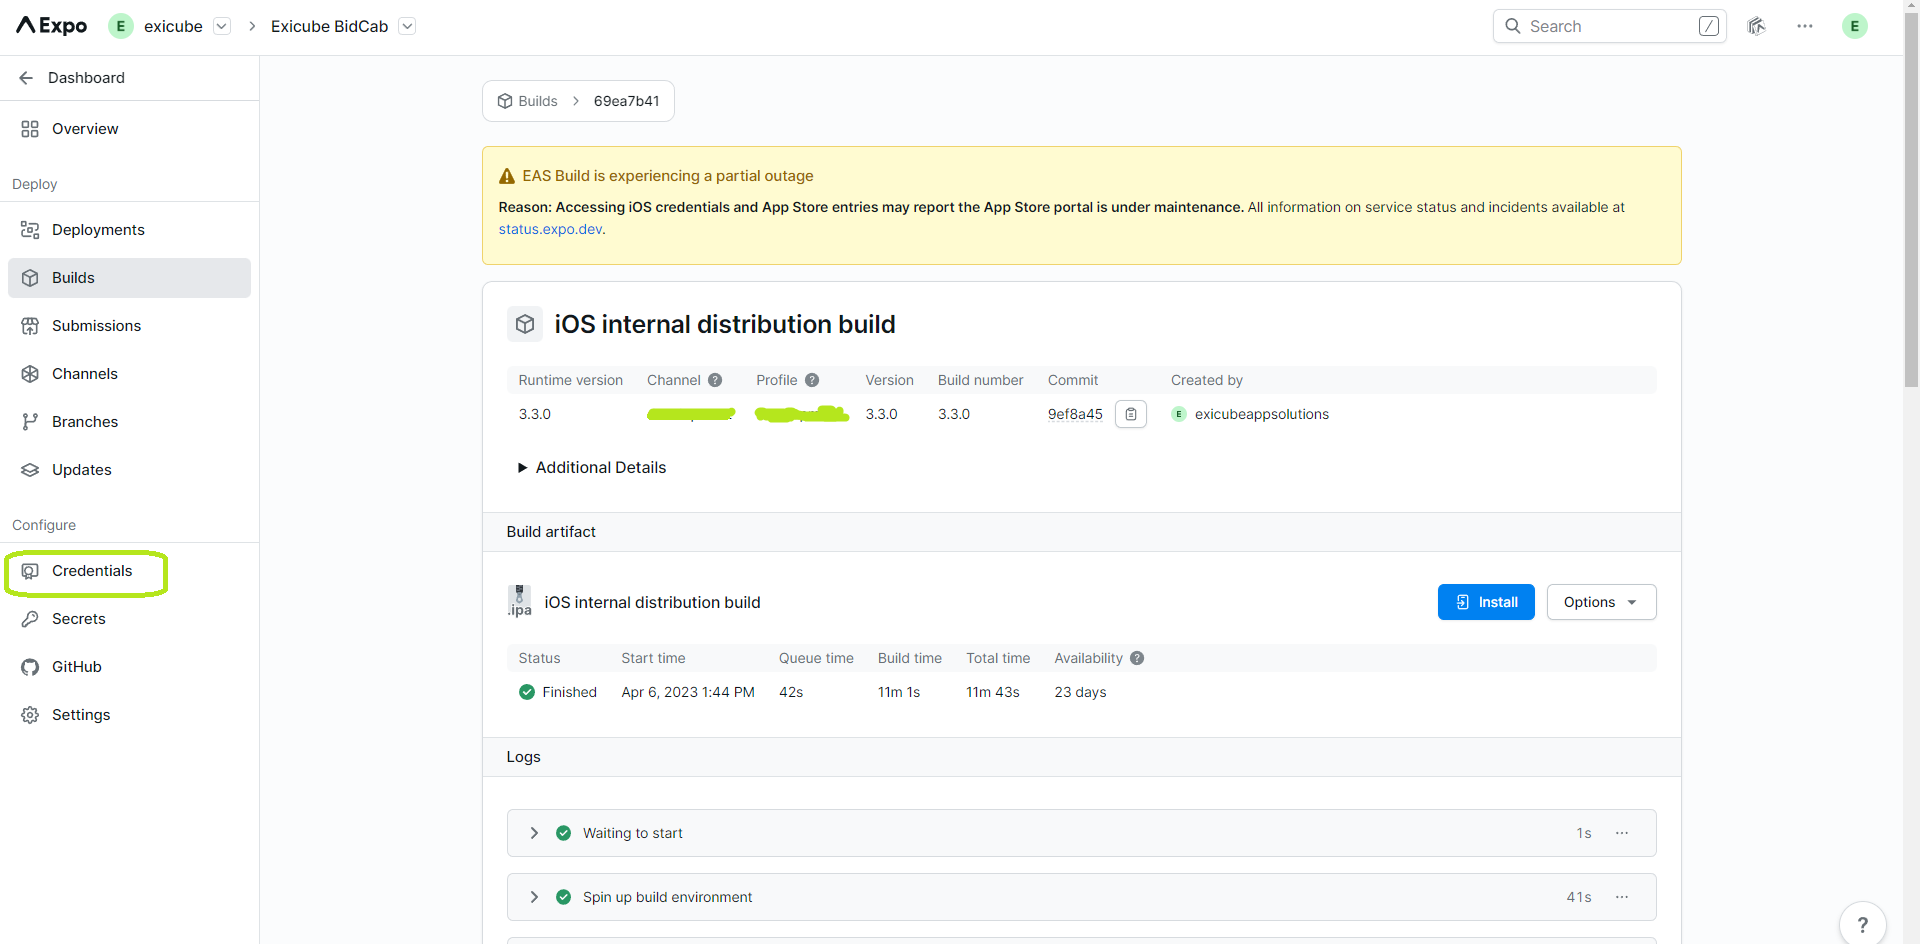 Expo E exicube Exicube BidCab Search / E
Dashboard
Overview
Deploy
Deployments
Builds
Submissions
Channels
Branches
Updates
Configure
Credentials
Secrets
GitHub
Settings
Builds 69ea7b41
EAS Build is experiencing a partial outage
Reason: Accessing iOS credentials and App Store entries may report the App Store portal is under maintenance. All information on service status and incidents available at
status.expo.dev.
iOS internal distribution build
Runtime version Channel ? Profile ? Version Build number Commit Created by
3.3.0 3.3.0 3.3.0 9ef8a45 E exicubeappsolutions
Additional Details
Build artifact
.ipa iOS internal distribution build Install Options
Status Start time Queue time Build time Total time Availability ?
Finished Apr 6, 2023 1:44 PM 42s 11m 1s 11m 43s 23 days
Logs
Waiting to start 1s
Spin up build environment 41s
?